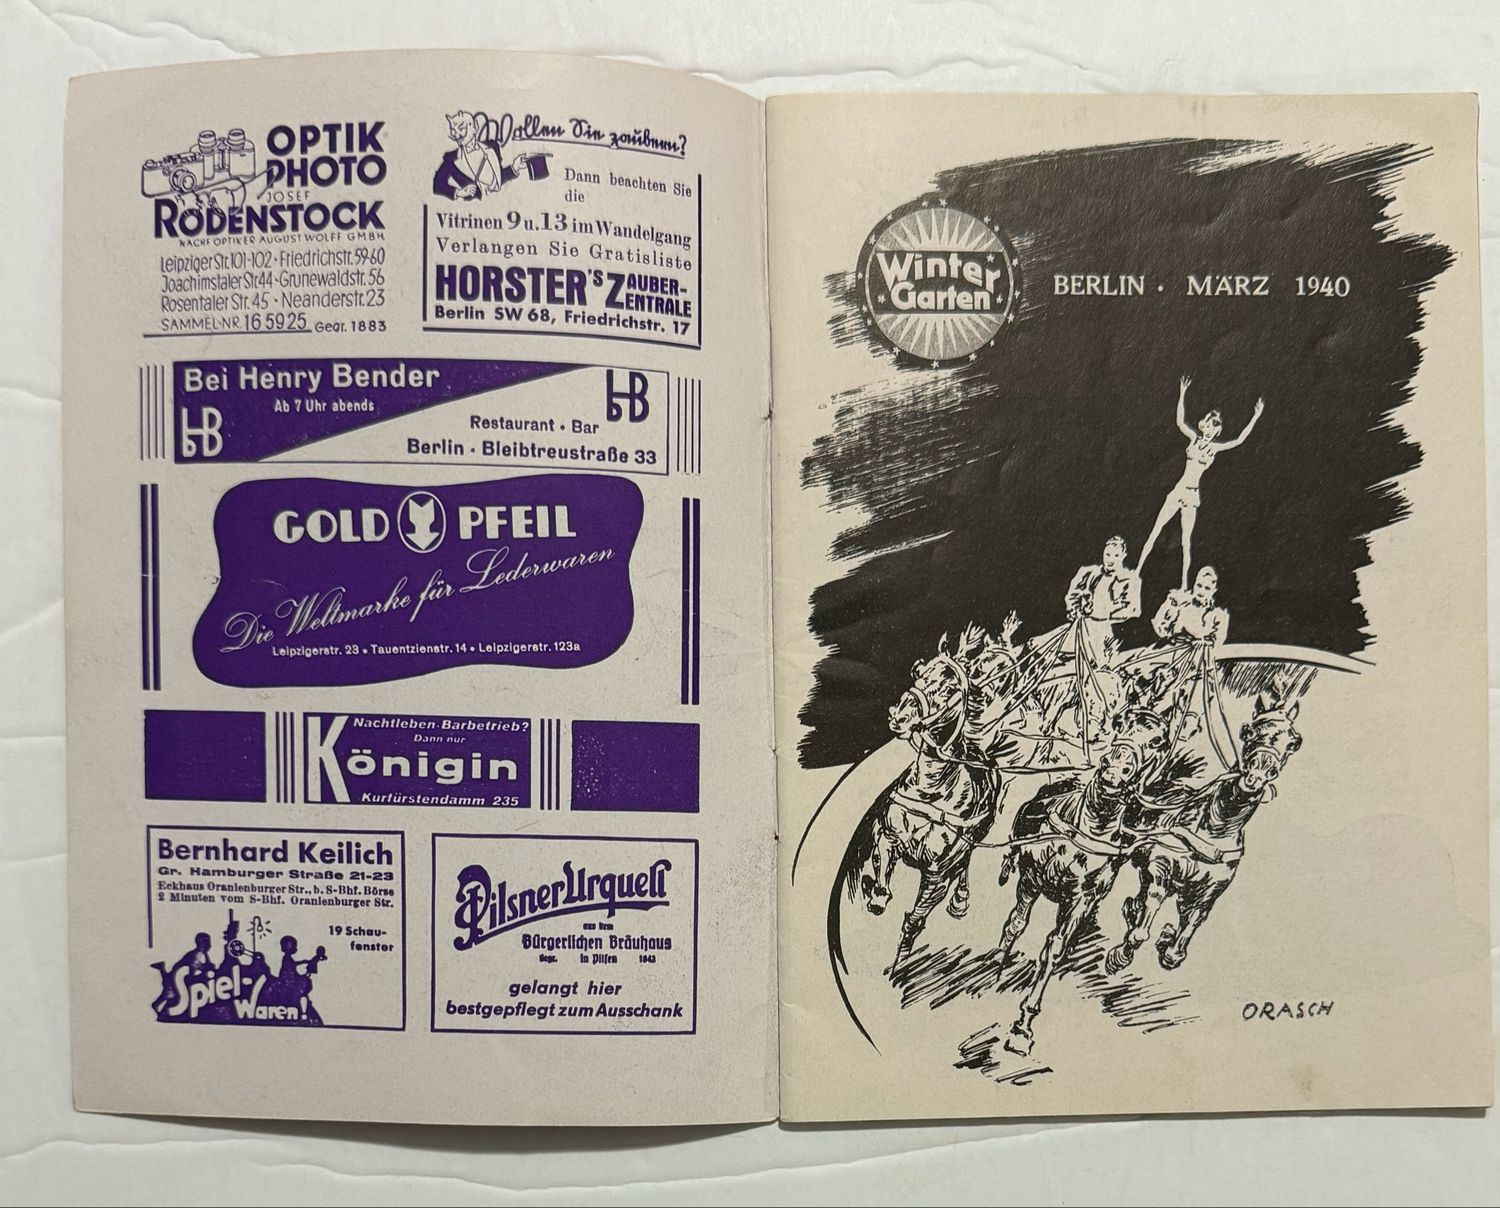 OPTIK
PHOTO
JOSEF
RODENSTOCK
NACHF OPTIKER AUGUST WOLFF GMBH
Leipziger Str. 101-102 · Friedrichstr. 59-60
Joachimstaler Str. 44 · Grunewaldstr. 56
Rosentaler Str. 45 · Neanderstr. 23
SAMMEL-NR. 16 59 25 Gegr. 1883
Wollen Sie zaubern?
Dann beachten Sie
die
Vitrinen 9 u. 13 im Wandelgang
Verlangen Sie Gratisliste
HORSTER'S ZAUBER-
ZENTRALE
Berlin SW 68, Friedrichstr. 17
Bei Henry Bender
Ab 7 Uhr abends
hB
hB
Restaurant · Bar
Berlin · Bleibtreustraße 33
GOLD PFEIL
Die Weltmarke für Lederwaren
Leipzigerstr. 23 • Tauentzienstr. 14 • Leipzigerstr. 123a
Nachtleben-Barbetrieb?
Dann nur
Königin
Kurfürstendamm 235
Bernhard Keilich
Gr. Hamburger Straße 21-23
Eckhaus Oranienburger Str., b. S-Bhf. Börse
2 Minuten vom S-Bhf. Oranienburger Str.
19 Schau-
fenster
Spiel-
Waren!
Pilsner Urquell
aus dem
Bürgerlichen Bräuhaus
Gegr. in Pilsen 1842
gelangt hier
bestgepflegt zum Ausschank
Winter
Garten
BERLIN · MÄRZ 1940
ORASCH